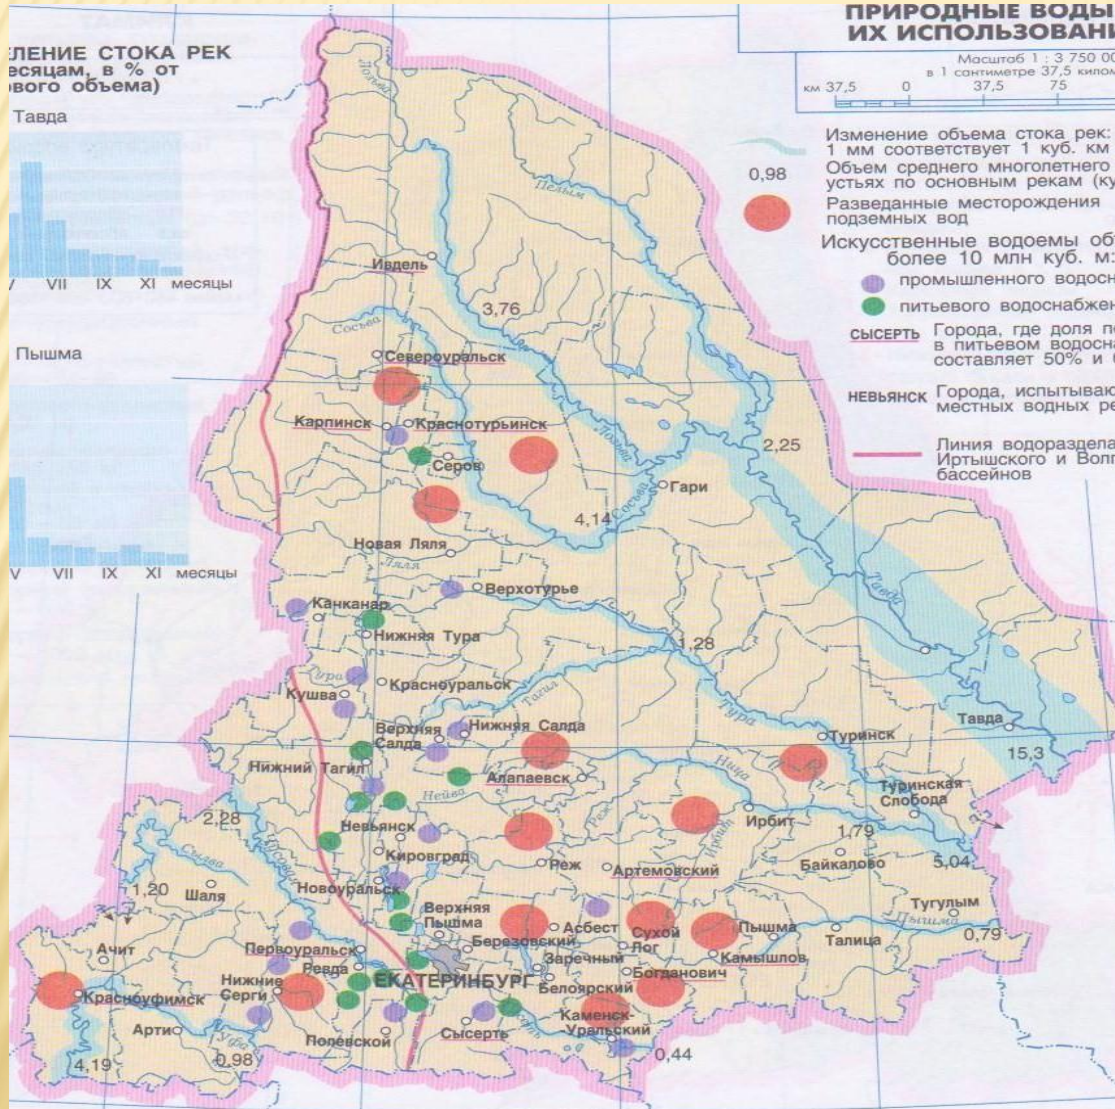 ПРИРОДНЫЕ ВОДЫ
ИХ ИСПОЛЬЗОВАНИ
Масштаб 1 : 3 750 00
в 1 сантиметре 37,5 килом
км 37,5 0 37,5 75
ЕЛЕНИЕ СТОКА РЕК
есяцам, в % от
ового объема)
Тавда
V VII IX XI месяцы
Пышма
V VII IX XI месяцы
Изменение объема стока рек:
1 мм соответствует 1 куб. км
0,98
Объем среднего многолетнего
устьях по основным рекам (ку
Разведанные месторождения
подземных вод
Искусственные водоемы об
более 10 млн куб. м:
промышленного водосн
питьевого водоснабжен
СЫСЕРТЬ
Города, где доля по
в питьевом водосна
составляет 50% и
НЕВЬЯНСК
Города, испытываю
местных водных ре
Линия водораздела
Иртышского и Волг
бассейнов
Лозьва
Пелым
Ивдель
3,76
Сосьва
Североуральск
Карпинск
Краснотурьинск
Серов
Лозьва
2,25
Гари
Сосьва
4,14
Новая Ляля
Ляля
Тавда
Верхотурье
Канканар
Нижняя Тура
1,28
Тура
Красноуральск
Кушва
Тагил
Тура
Верхняя
Салда
Нижняя Салда
Туринск
Тавда
15,3
Нижний Тагил
Алапаевск
Ница
Туринская
Слобода
Нейва
Реж
Ирбит
Ирбит
2,28
Чусовая
Невьянск
1,79
Сылва
Кировград
Реж
Артемовский
Байкалово
5,04
1,20
Шаля
Новоуральск
Верхняя
Пышма
Асбест
Сухой
Лог
Пышма
Тугулым
Пышма
Талица
0,79
Ачит
Первоуральск
Березовский
Ревда
ЕКАТЕРИНБУРГ
Заречный
Камышлов
Богданович
Белоярский
Нижние
Серги
Красноуфимск
Каменск-
Уральский
Арти
Уфа
Полевской
Сысерть
4,19
0,98
0,44